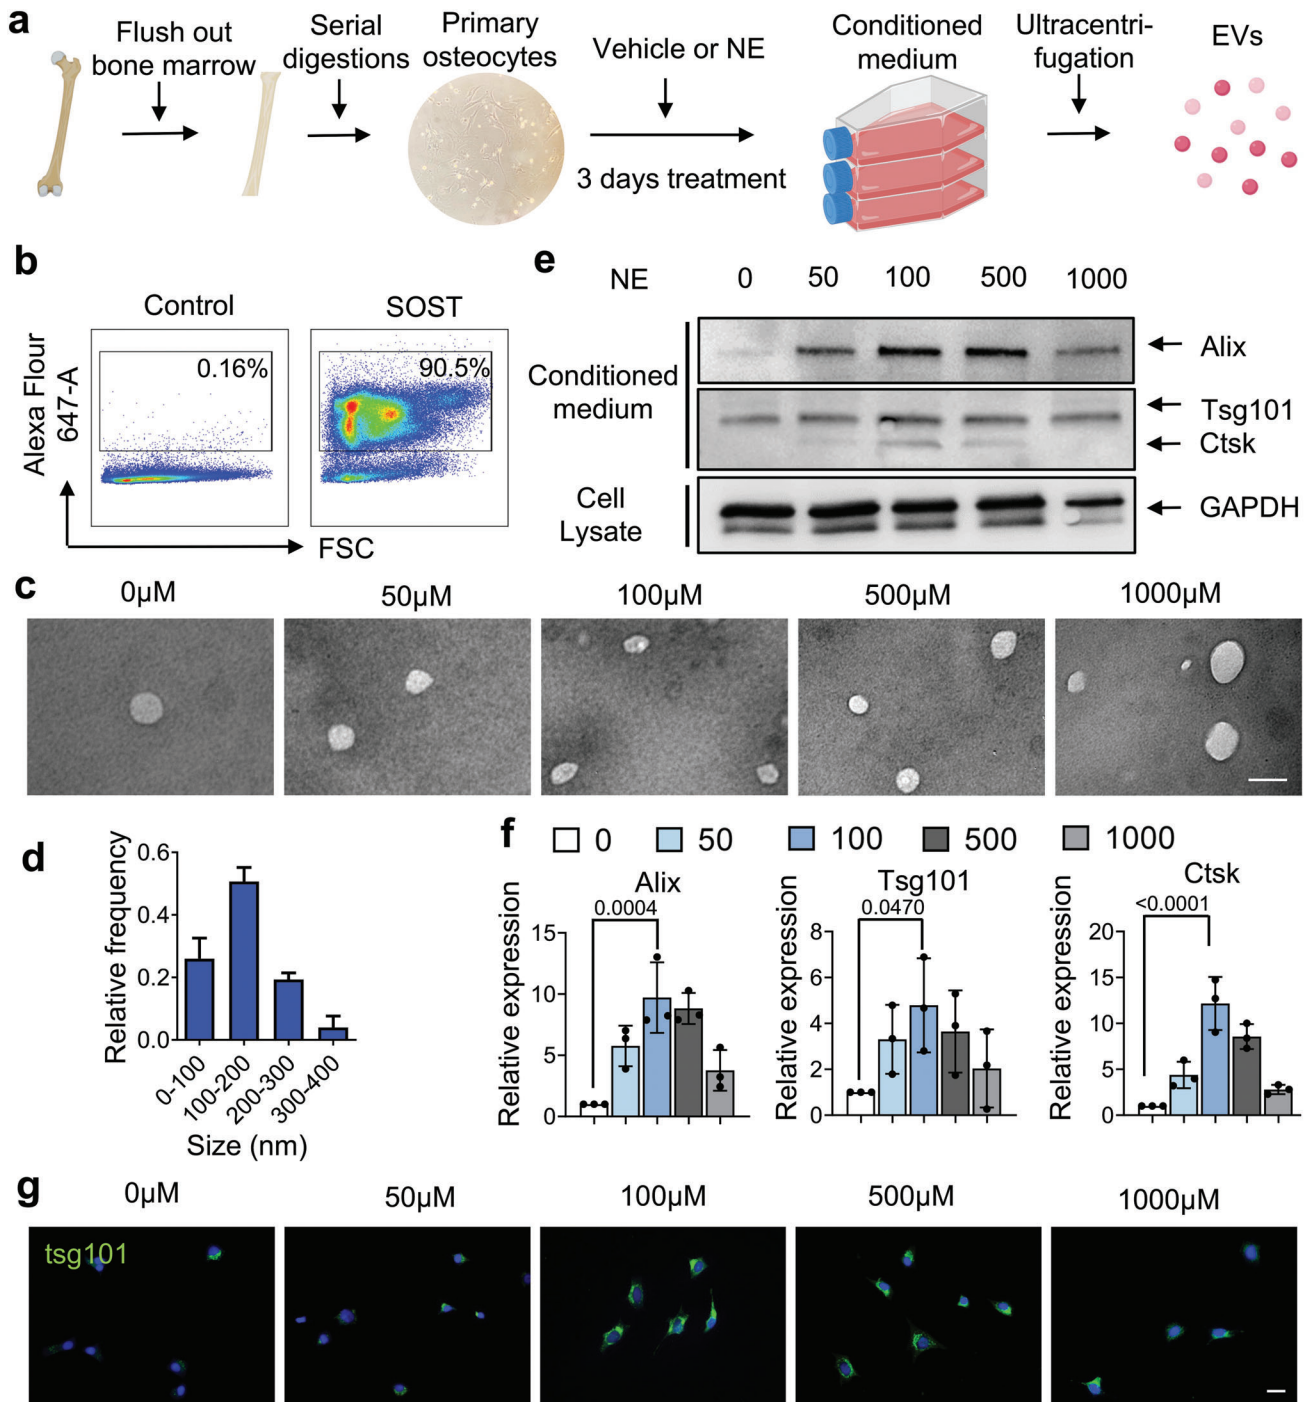 a
Flush out
bone marrow
Serial
digestions
Primary
osteocytes
Vehicle or NE
3 days treatment
Conditioned
medium
Ultracentri-
fugation
EVs
b
Control
SOST
Alexa Flour
647-A
0.16%
90.5%
FSC
e
NE 0 50 100 500 1000
Conditioned
medium
Alix
Tsg101
Ctsk
Cell
Lysate
GAPDH
c
0µM 50µM 100µM 500µM 1000µM
d
Relative frequency
0.6
0.4
0.2
0.0
0-100 100-200 200-300 300-400
Size (nm)
f
0 50 100 500 1000
Alix
0.0004
Relative expression
15
10
5
0
Tsg101
0.0470
Relative expression
8
6
4
2
0
Ctsk
<0.0001
Relative expression
20
15
10
5
0
g
0µM 50µM 100µM 500µM 1000µM
tsg101